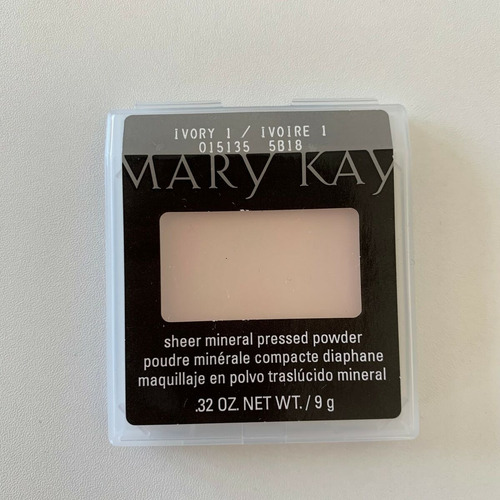 IVORY 1 / IVOIRE 1
015135 5B18
MARY KAY
sheer mineral pressed powder
poudre minérale compacte diaphane
maquillaje en polvo traslúcido mineral
.32 OZ. NET WT. / 9 g